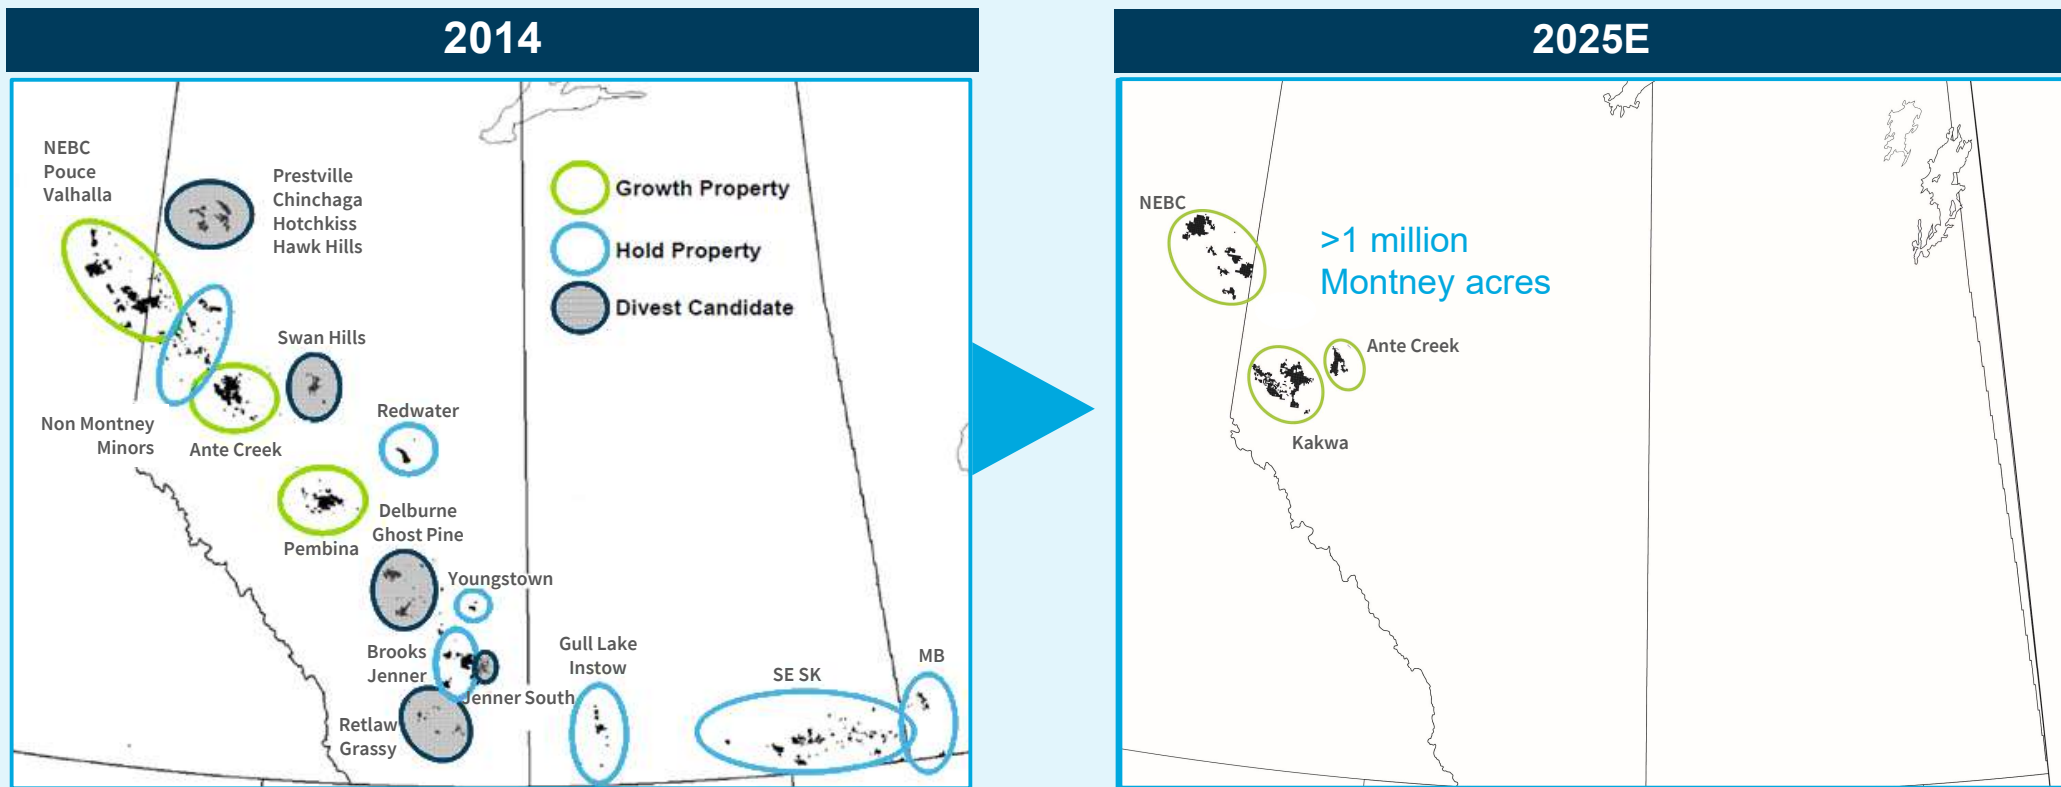 2014
NEBC
Pouce
Valhalla
Prestville
Chinchaga
Hotchkiss
Hawk Hills
Growth Property
Hold Property
Divest Candidate
Swan Hills
Non Montney
Minors
Ante Creek
Redwater
Pembina
Delburne
Ghost Pine
Youngstown
Brooks
Jenner
Jenner South
Retlaw
Grassy
Gull Lake
Instow
SE SK
MB
2025E
NEBC
>1 million
Montney acres
Ante Creek
Kakwa